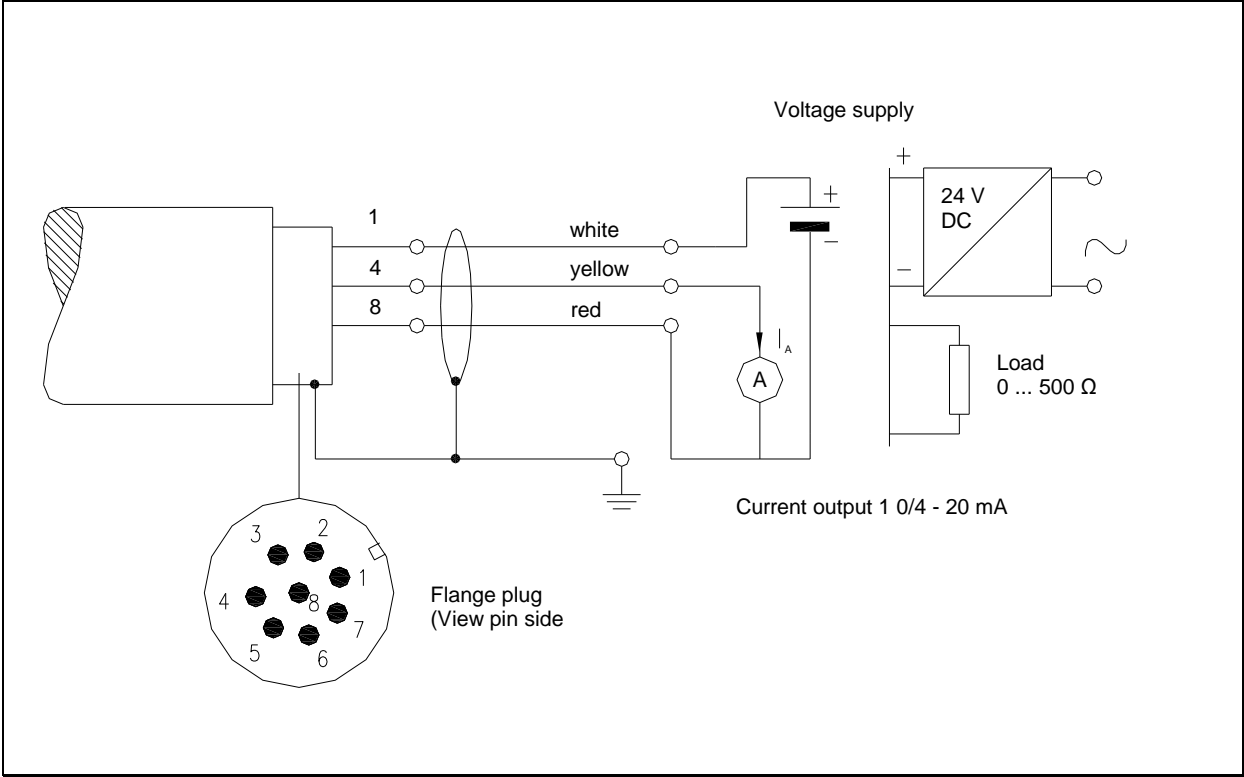 Voltage supply
+
24 V
DC
–
+
–
1
white
4
yellow
8
red
I A
A
Load
0 ... 500 Ω
Current output 1 0/4 - 20 mA
3
2
1
4
8
7
5
6
Flange plug
(View pin side